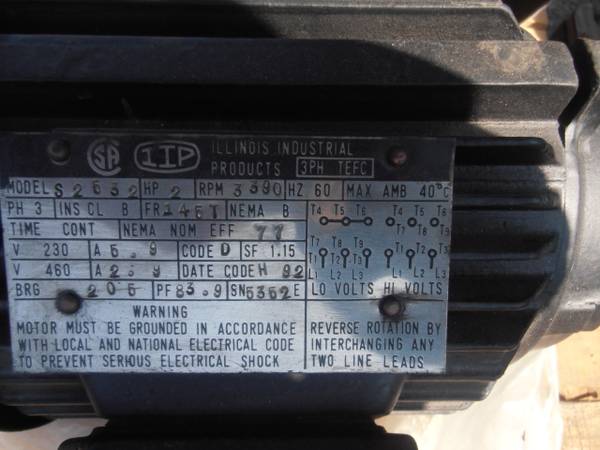 SA IIP ILLINOIS INDUSTRIAL
PRODUCTS 3PH TEFC
MODEL S2632 HP 2 RPM 3390 HZ 60 MAX AMB 40°C
PH 3 INS CL B FR 145T NEMA B
TIME CONT NEMA NOM EFF 77
V 230 A 5.9 CODE D SF 1.15
V 460 A 2.9 DATE CODE H 92
BRG 205 PF 83.9 SN 5352E
T4 T5 T6 T4 T5 T6
T7 T8 T9
T7 T8 T9
T1 T2 T3 T1 T2 T3
L1 L2 L3 L1 L2 L3
LO VOLTS HI VOLTS
WARNING
MOTOR MUST BE GROUNDED IN ACCORDANCE
WITH LOCAL AND NATIONAL ELECTRICAL CODE
TO PREVENT SERIOUS ELECTRICAL SHOCK
REVERSE ROTATION BY
INTERCHANGING ANY
TWO LINE LEADS